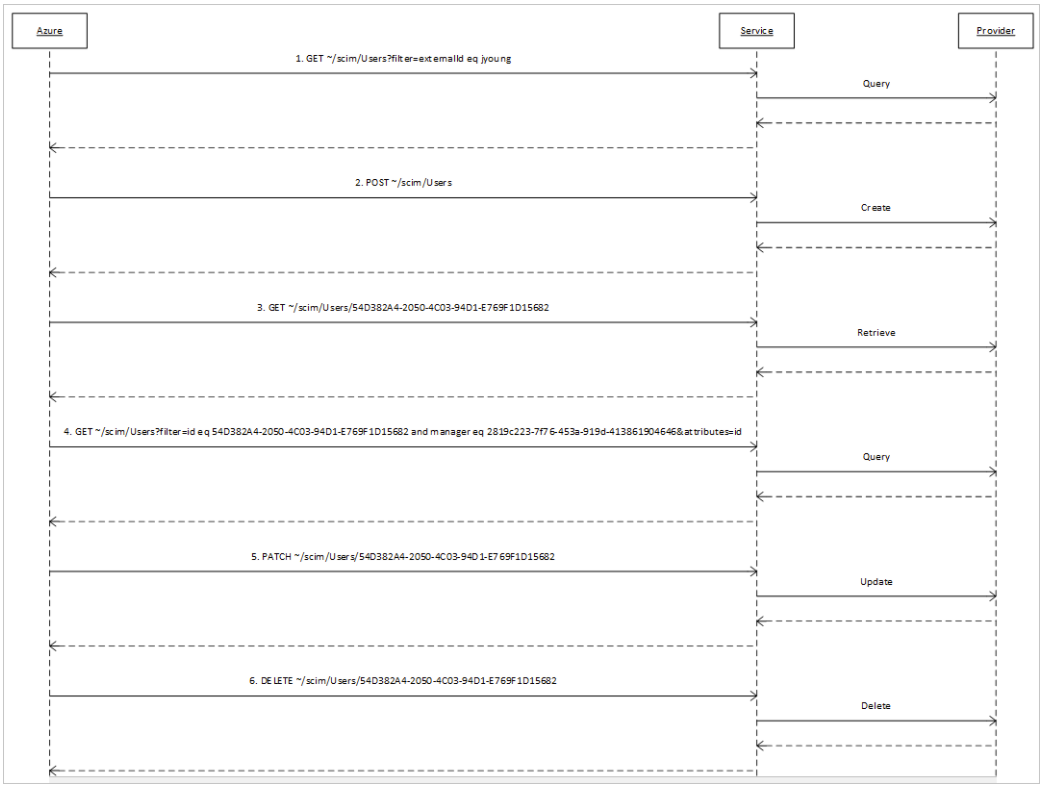 Azure
Service
Provider
1. GET ~/scim/Users?filter=externalId eq jyoung
Query
2. POST ~/scim/Users
Create
3. GET ~/scim/Users/54D382A4-2050-4C03-94D1-E769F1D15682
Retrieve
4. GET ~/scim/Users?filter=id eq 54D382A4-2050-4C03-94D1-E769F1D15682 and manager eq 2819c223-7f76-453a-919d-413861904646&attributes=id
Query
5. PATCH ~/scim/Users/54D382A4-2050-4C03-94D1-E769F1D15682
Update
6. DELETE ~/scim/Users/54D382A4-2050-4C03-94D1-E769F1D15682
Delete